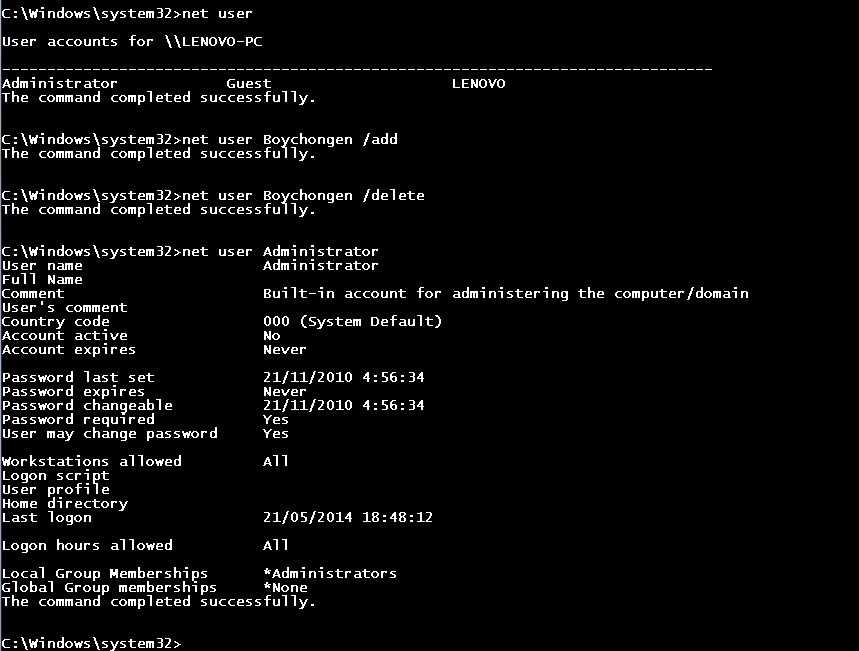 C:\Windows\system32>net user
User accounts for \\LENOVO-PC
-------------------------------------------------------------------------------
Administrator            Guest                    LENOVO
The command completed successfully.
C:\Windows\system32>net user Boychongen /add
The command completed successfully.
C:\Windows\system32>net user Boychongen /delete
The command completed successfully.
C:\Windows\system32>net user Administrator
User name                    Administrator
Full Name
Comment                      Built-in account for administering the computer/domain
User's comment
Country code                 000 (System Default)
Account active               No
Account expires              Never
Password last set            21/11/2010 4:56:34
Password expires             Never
Password changeable          21/11/2010 4:56:34
Password required            Yes
User may change password     Yes
Workstations allowed         All
Logon script
User profile
Home directory
Last logon                   21/05/2014 18:48:12
Logon hours allowed          All
Local Group Memberships      *Administrators
Global Group memberships     *None
The command completed successfully.
C:\Windows\system32>